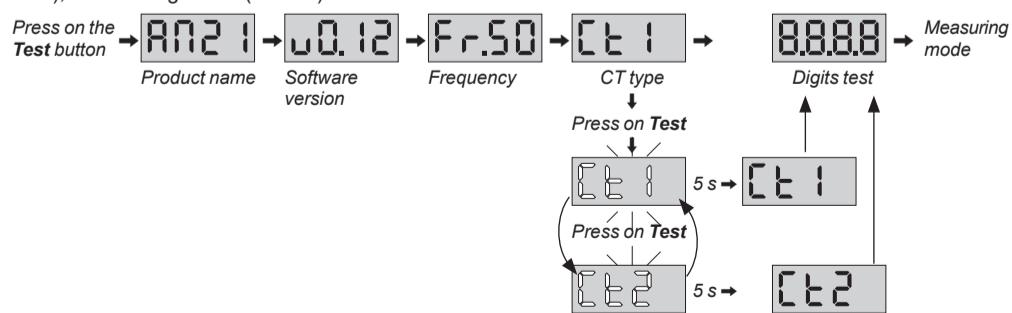 Press on the Test button
v0.12
Fr.50
Ct 1
8.8.8.8
Measuring mode
Product name
Software version
Frequency
CT type
Digits test
Press on Test
Ct 1
5 s
Ct 1
Press on Test
Ct2
5 s
Ct2